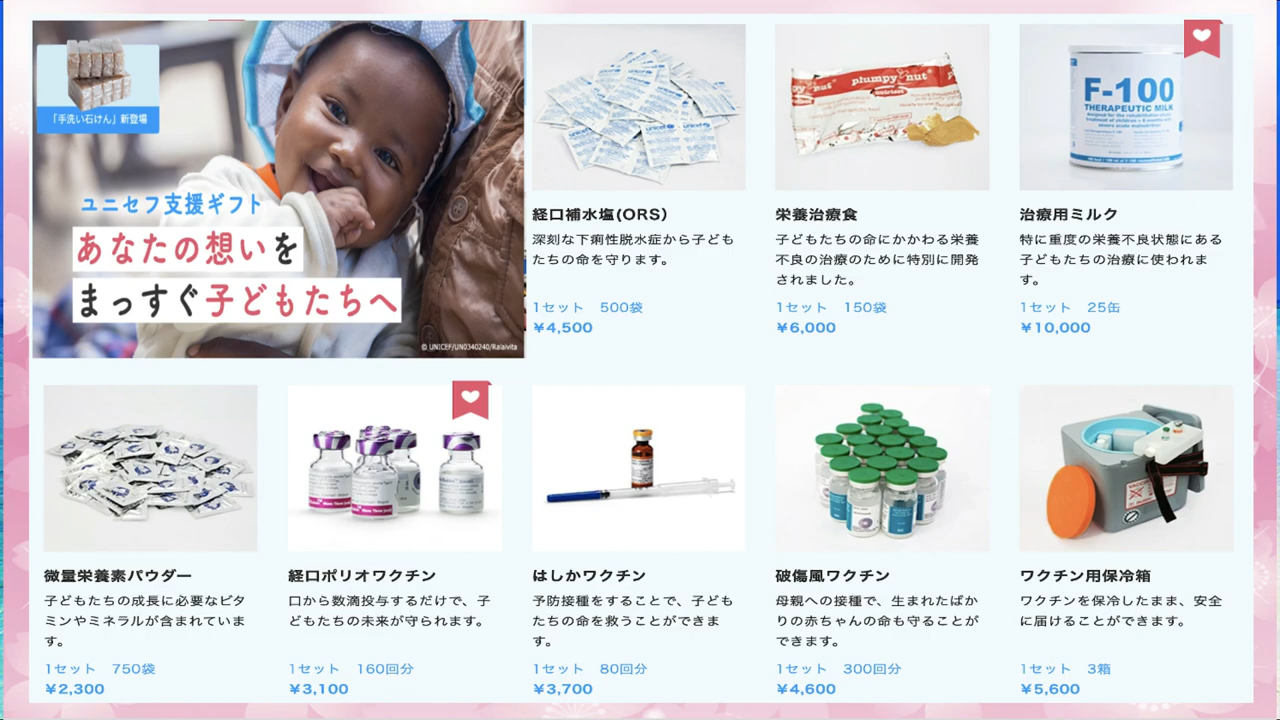 「手洗い石けん」新登場
ユニセフ支援ギフト
あなたの想いを
まっすぐ子どもたちへ
© UNICEF/UN0340240/Ralaivita
unicef
経口補水塩(ORS)
深刻な下痢性脱水症から子ども
たちの命を守ります。
1セット 500袋
¥4,500
plumpy'nut
栄養治療食
子どもたちの命にかかわる栄養
不良の治療のために特別に開発
されました。
1セット 150袋
¥6,000
F-100
THERAPEUTIC MILK
治療用ミルク
特に重度の栄養不良状態にある
子どもたちの治療に使われま
す。
1セット 25缶
¥10,000
微量栄養素パウダー
子どもたちの成長に必要なビタ
ミンやミネラルが含まれていま
す。
1セット 750袋
¥2,300
経口ポリオワクチン
口から数滴投与するだけで、子
どもたちの未来が守られます。
1セット 160回分
¥3,100
はしかワクチン
予防接種をすることで、子ども
たちの命を救うことができま
す。
1セット 80回分
¥3,700
破傷風ワクチン
母親への接種で、生まれたばか
りの赤ちゃんの命も守ることが
できます。
1セット 300回分
¥4,600
ワクチン用保冷箱
ワクチンを保冷したまま、安全
に届けることができます。
1セット 3箱
¥5,600